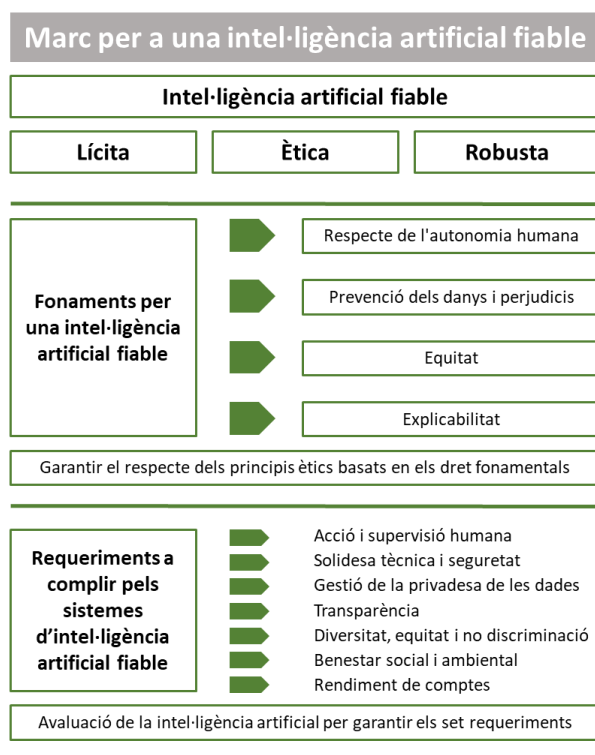 Marc per a una intel·ligència artificial fiable
Intel·ligència artificial fiable
Lícita
Ètica
Robusta
Fonaments per
una intel·ligència
artificial fiable
Respecte de l'autonomia humana
Prevenció dels danys i perjudicis
Equitat
Explicabilitat
Garantir el respecte dels principis ètics basats en els dret fonamentals
Requeriments a
complir pels
sistemes
d’intel·ligència
artificial fiable
Acció i supervisió humana
Solidesa tècnica i seguretat
Gestió de la privadesa de les dades
Transparència
Diversitat, equitat i no discriminació
Benestar social i ambiental
Rendiment de comptes
Avaluació de la intel·ligència artificial per garantir els set requeriments